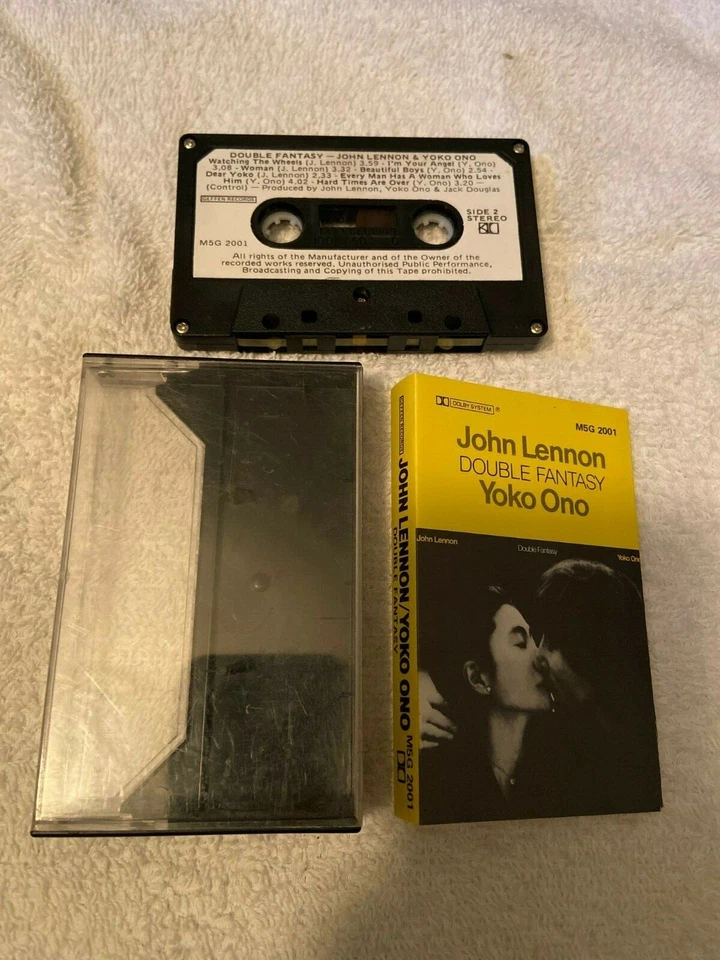 DOUBLE FANTASY — JOHN LENNON & YOKO ONO
Watching The Wheels (J. Lennon) 3.59 - I'm Your Angel (Y. Ono)
3.08 - Woman (J. Lennon) 3.32 - Beautiful Boys (Y. Ono) 2.54 -
Dear Yoko (J. Lennon) 2.33 - Every Man Has A Woman Who Loves
Him (Y. Ono) 4.02 - Hard Times Are Over (Y. Ono) 3.20 —
(Control) — Produced by John Lennon, Yoko Ono & Jack Douglas
GEFFEN RECORDS
SIDE 2
STEREO
M5G 2001
All rights of the Manufacturer and of the Owner of the
recorded works reserved. Unauthorised Public Performance,
Broadcasting and Copying of this Tape prohibited.
DOLBY SYSTEM ®
M5G 2001
John Lennon
DOUBLE FANTASY
Yoko Ono
John Lennon
Double Fantasy
Yoko Ono
GEFFEN RECORDS
JOHN LENNON/YOKO ONO
DOUBLE FANTASY
M5G 2001